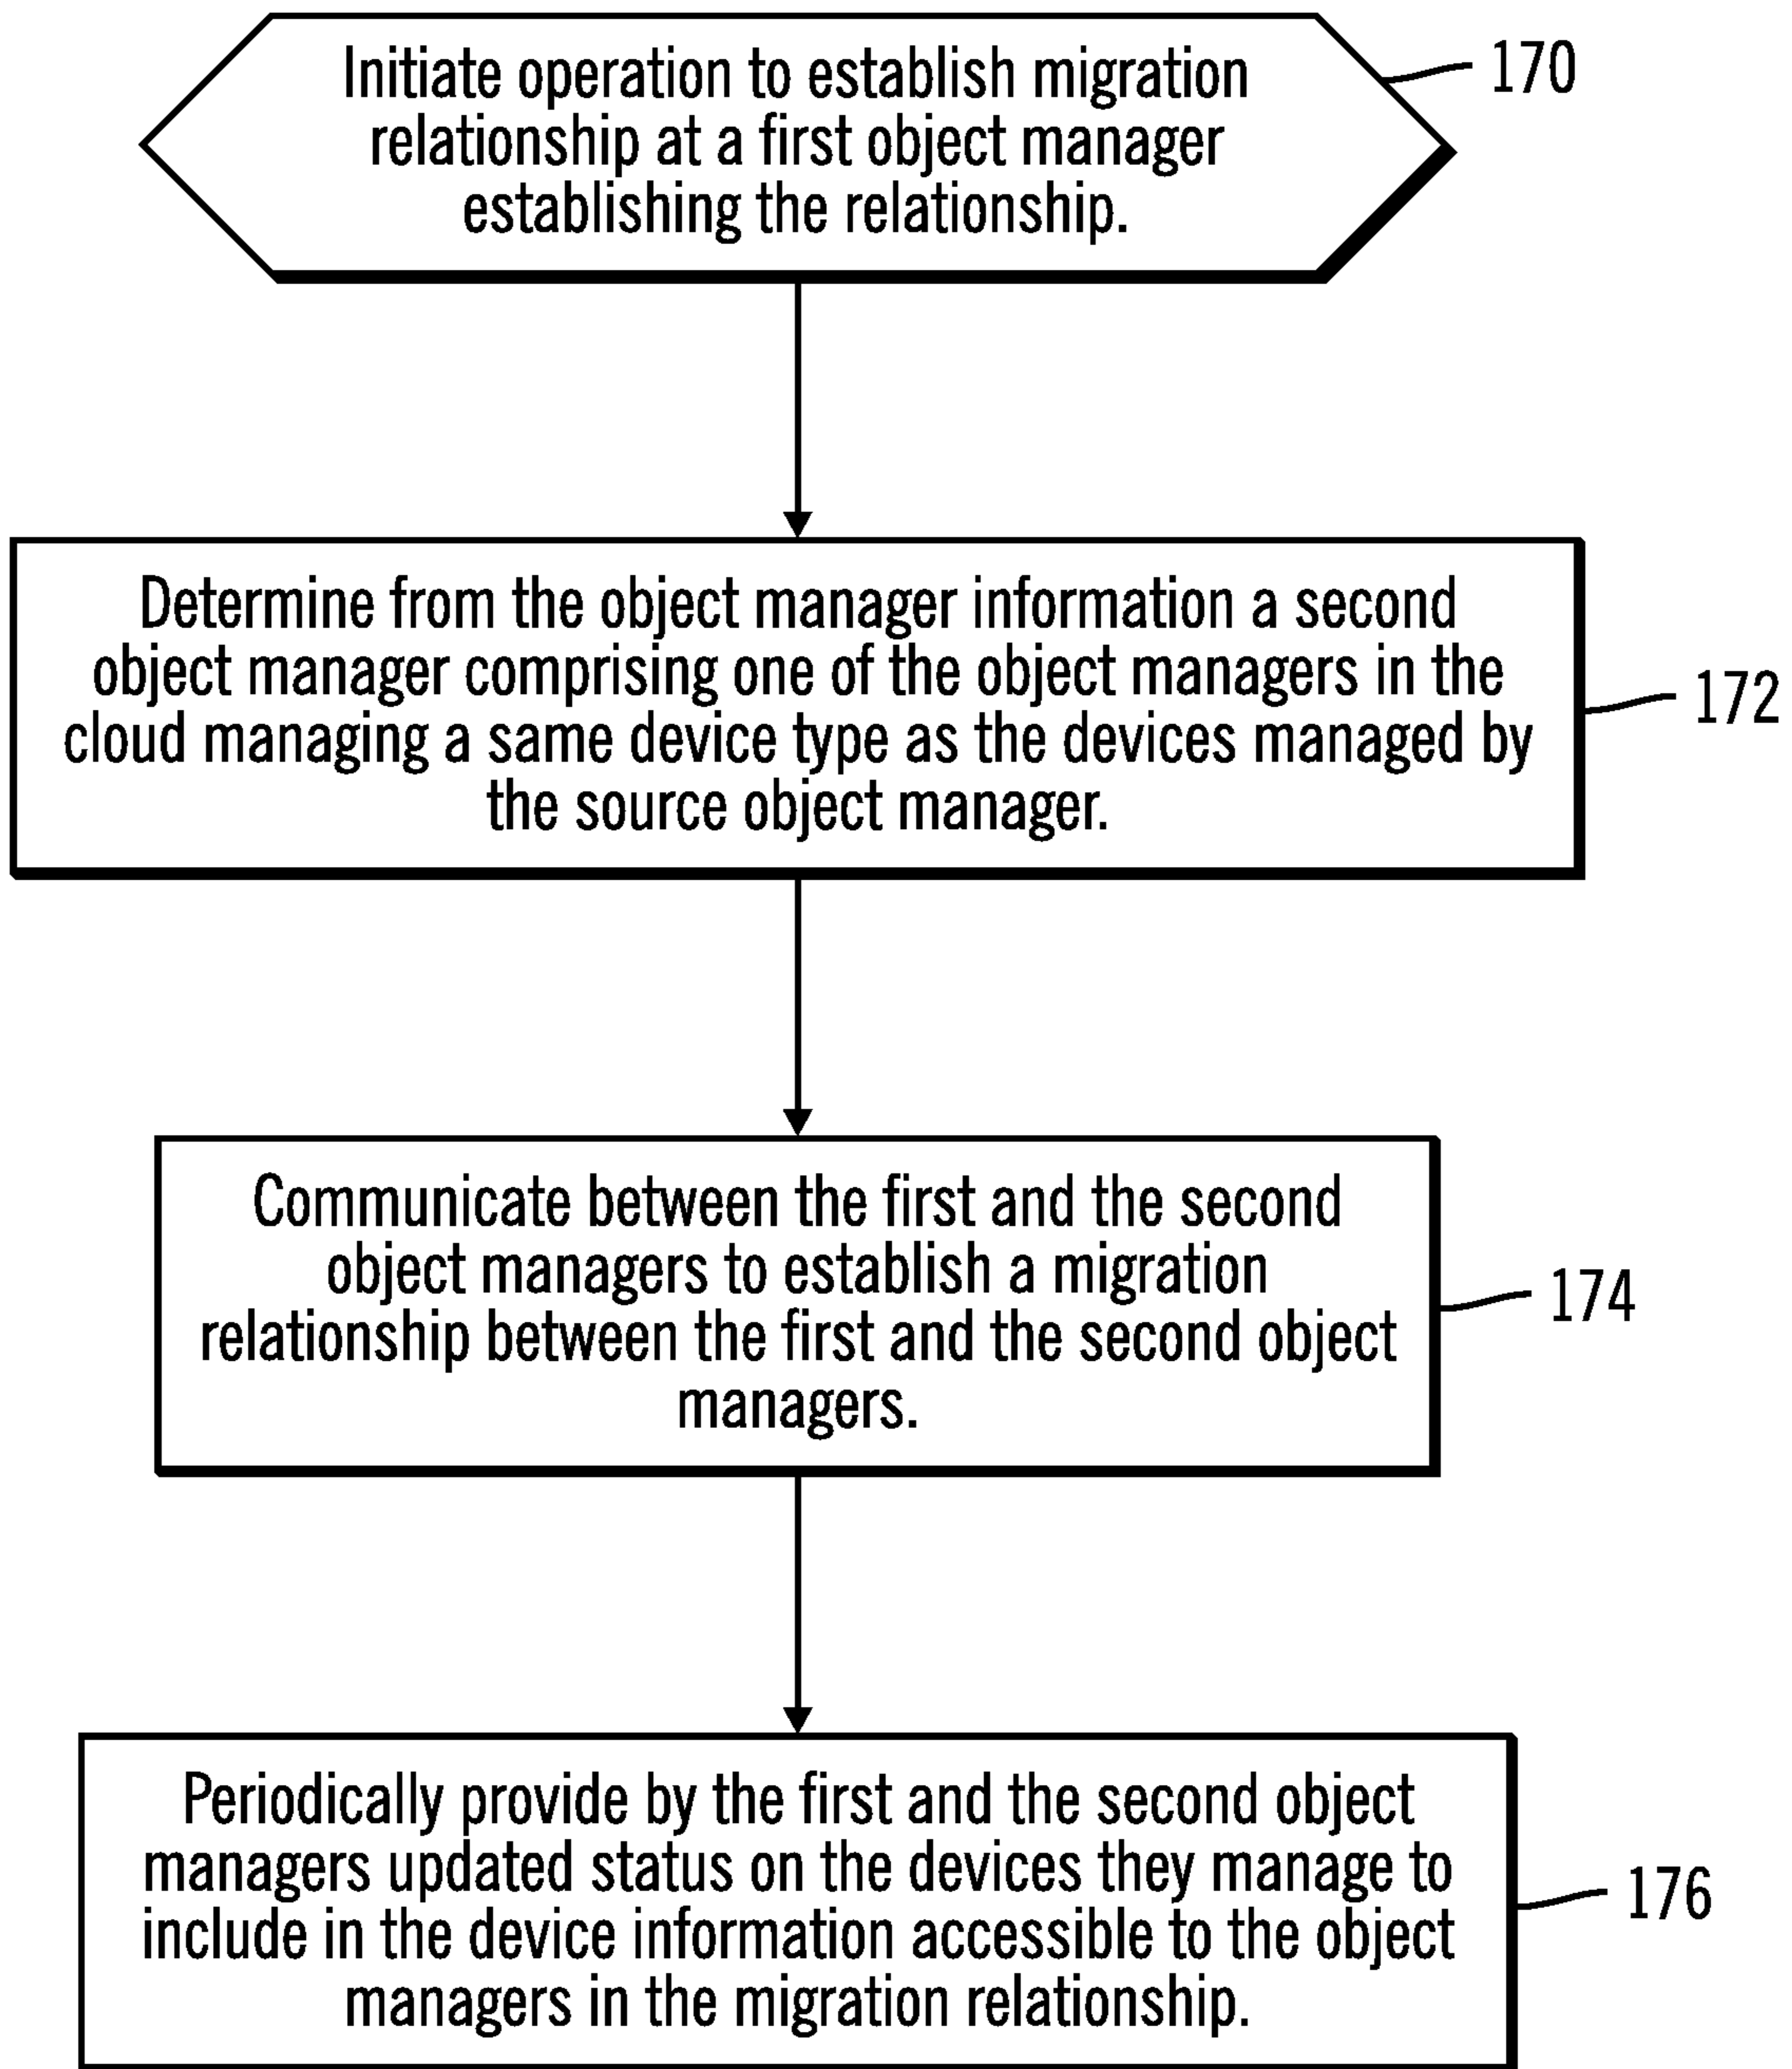 Initiate operation to establish migration
relationship at a first object manager
establishing the relationship.
170
Determine from the object manager information a second
object manager comprising one of the object managers in the
cloud managing a same device type as the devices managed by
the source object manager.
172
Communicate between the first and the second
object managers to establish a migration
relationship between the first and the second object
managers.
174
Periodically provide by the first and the second object
managers updated status on the devices they manage to
include in the device information accessible to the object
managers in the migration relationship.
176